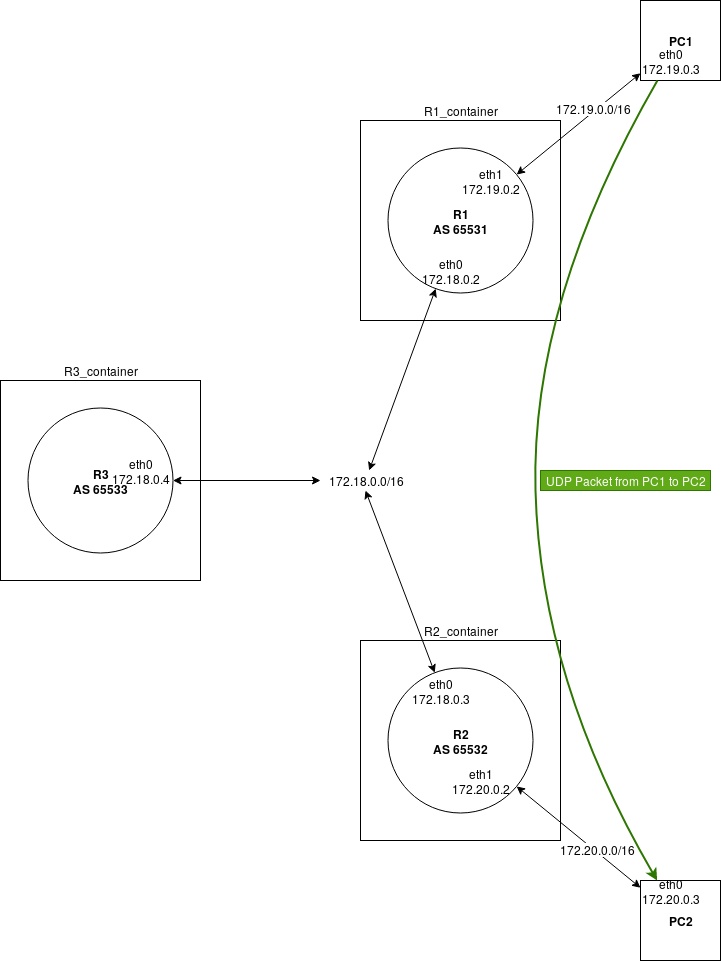 PC1
eth0
172.19.0.3
172.19.0.0/16
R1_container
eth1
172.19.0.2
R1
AS 65531
eth0
172.18.0.2
R3_container
eth0
R3
172.18.0.4
AS 65533
172.18.0.0/16
UDP Packet from PC1 to PC2
R2_container
eth0
172.18.0.3
R2
AS 65532
eth1
172.20.0.2
172.20.0.0/16
eth0
172.20.0.3
PC2